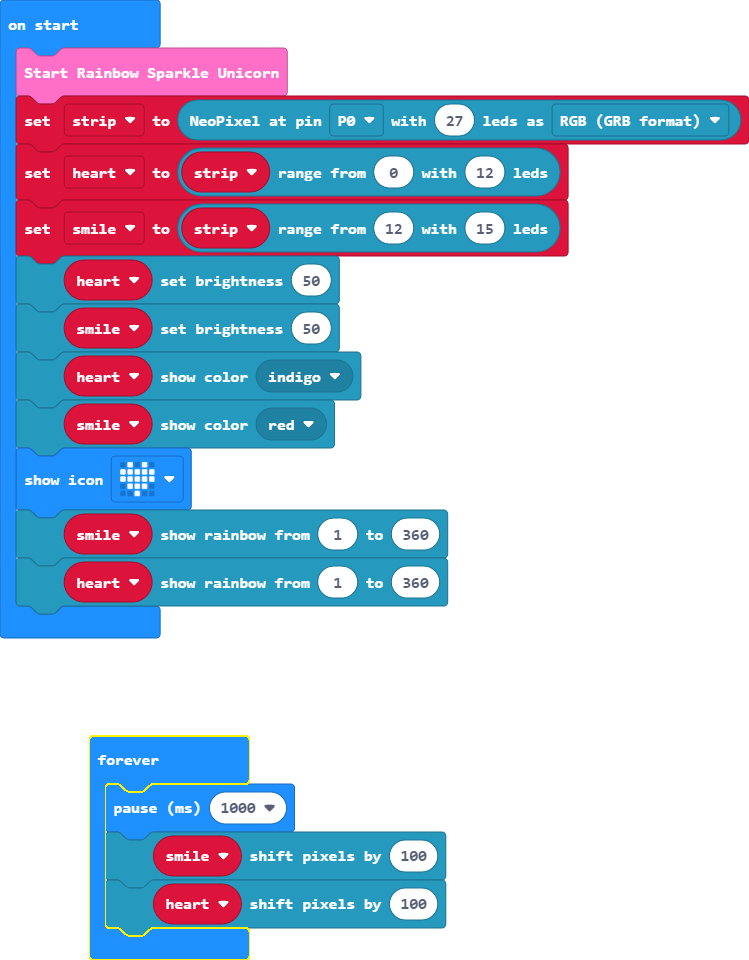 on start
Start Rainbow Sparkle Unicorn
set strip to NeoPixel at pin P0 with 27 leds as RGB (GRB format)
set heart to strip range from 0 with 12 leds
set smile to strip range from 12 with 15 leds
heart set brightness 50
smile set brightness 50
heart show color indigo
smile show color red
show icon
smile show rainbow from 1 to 360
heart show rainbow from 1 to 360
forever
pause (ms) 1000
smile shift pixels by 100
heart shift pixels by 100